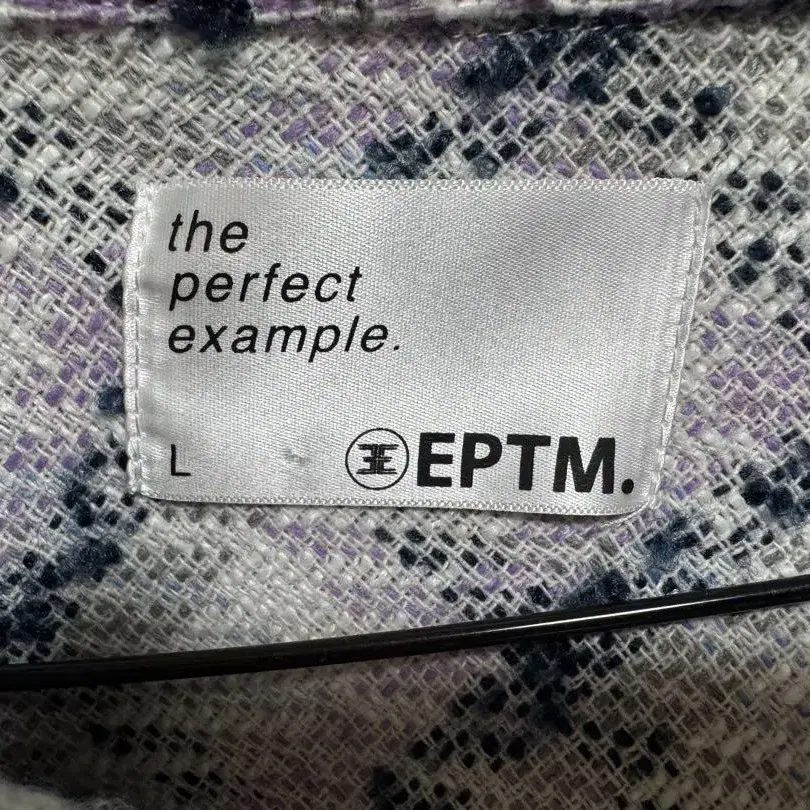 the
perfect
example.
L
EPTM.